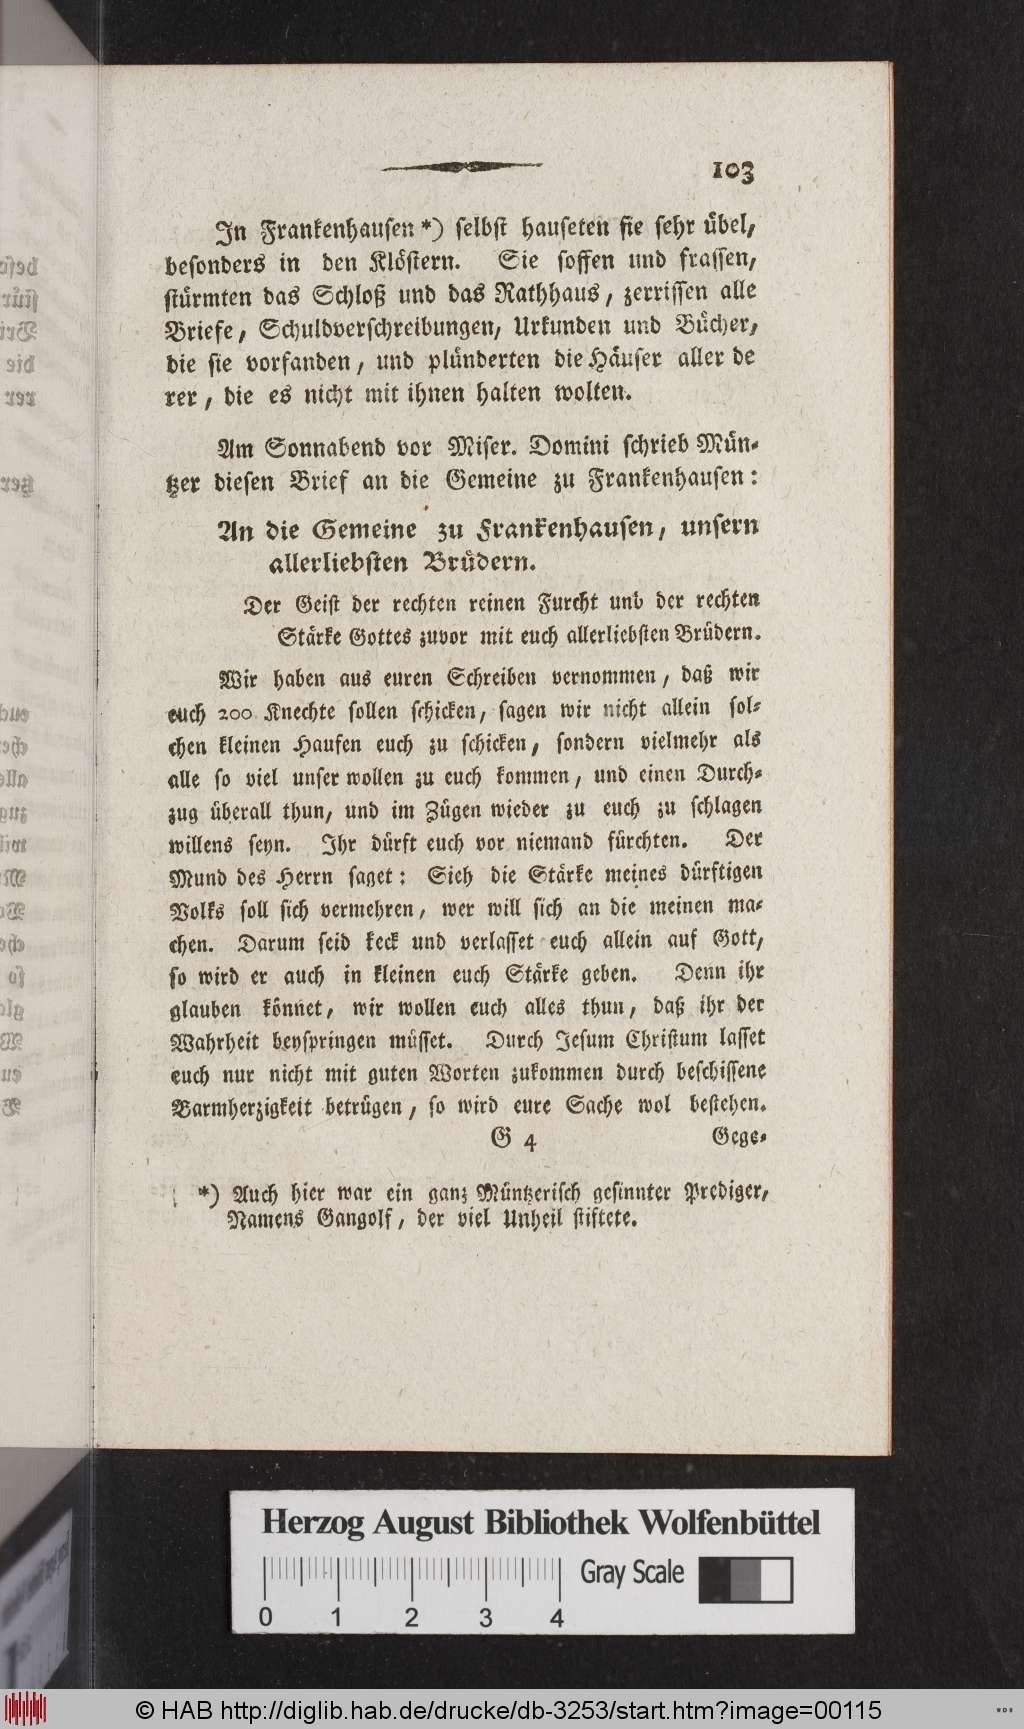 103
In Frankenhausen *) selbst hauseten sie sehr übel,
besonders in den Klöstern. Sie soffen und frassen,
stürmten das Schloß und das Rathhaus, zerrissen alle
Briefe, Schuldverschreibungen, Urkunden und Bücher,
die sie vorfanden, und plünderten die Häuser aller de
rer, die es nicht mit ihnen halten wolten.
Am Sonnabend vor Miser. Domini schrieb Mün-
tzer diesen Brief an die Gemeine zu Frankenhausen:
An die Gemeine zu Frankenhausen, unsern
allerliebsten Brüdern.
Der Geist der rechten reinen Furcht und der rechten
Stärke Gottes zuvor mit euch allerliebsten Brüdern.
Wir haben aus euren Schreiben vernommen, daß wir
euch 200 Knechte sollen schicken, sagen wir nicht allein sol-
chen kleinen Haufen euch zu schicken, sondern vielmehr als
alle so viel unser wollen zu euch kommen, und einen Durch-
zug überall thun, und im Zügen wieder zu euch zu schlagen
willens seyn. Ihr dürft euch vor niemand fürchten. Der
Mund des Herrn saget: Sieh die Stärke meines dürftigen
Volks soll sich vermehren, wer will sich an die meinen ma-
chen. Darum seid keck und verlasset euch allein auf Gott,
so wird er auch in kleinen euch Stärke geben. Denn ihr
glauben könnet, wir wollen euch alles thun, daß ihr der
Wahrheit beyspringen müsset. Durch Jesum Christum lasset
euch nur nicht mit guten Worten zukommen durch beschissene
Barmherzigkeit betrügen, so wird eure Sache wol bestehen.
G 4 Gege-
*) Auch hier war ein ganz Müntzerisch gesinnter Prediger,
Namens Gangolf, der viel Unheil stiftete.
Herzog August Bibliothek Wolfenbüttel
Gray Scale
0 1 2 3 4
© HAB http://diglib.hab.de/drucke/db-3253/start.htm?image=00115